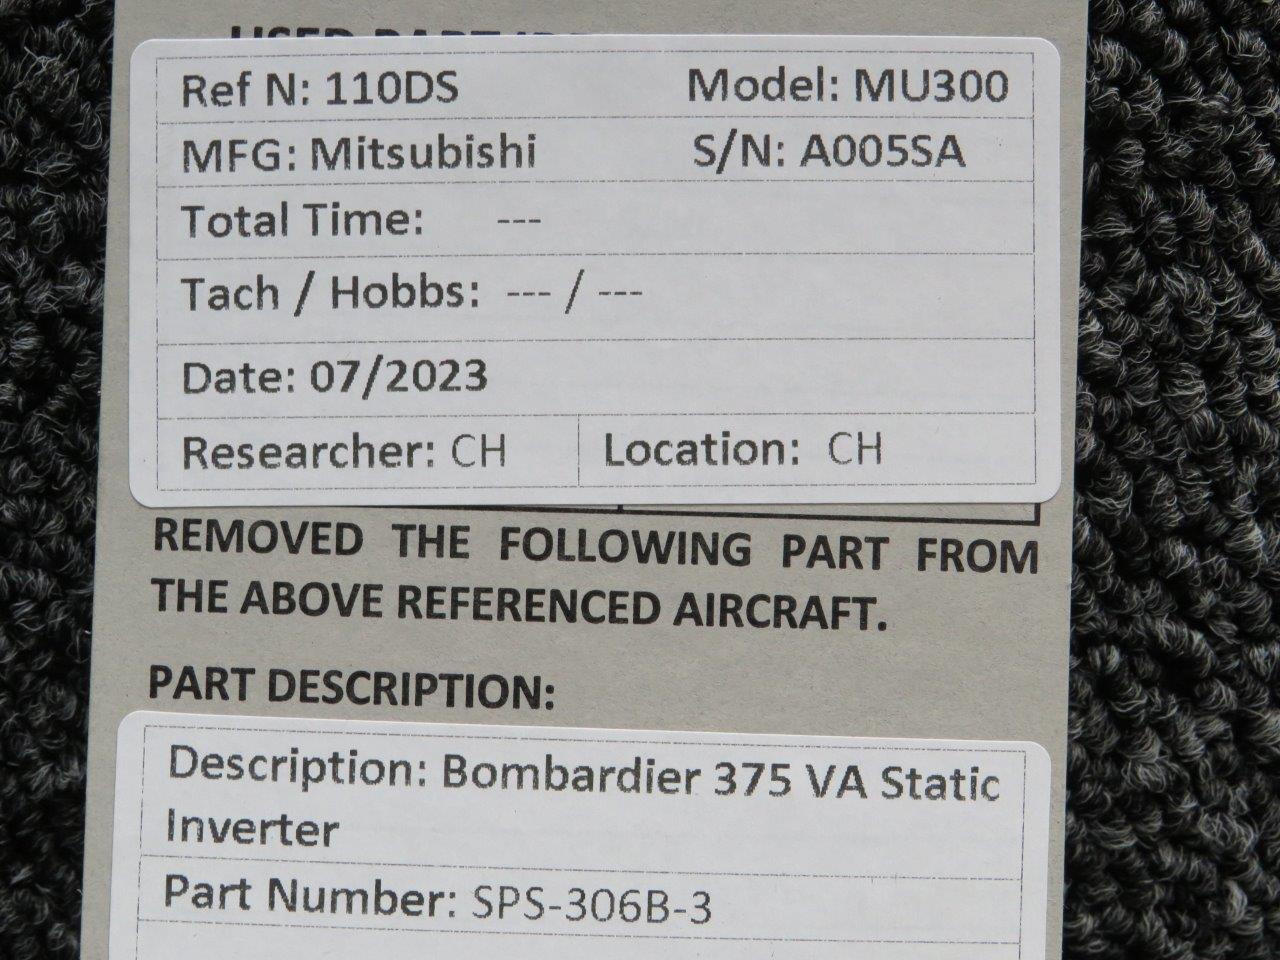 Ref N: 110DS Model: MU300
MFG: Mitsubishi S/N: A005SA
Total Time: ---
Tach / Hobbs: --- / ---
Date: 07/2023
Researcher: CH Location: CH
REMOVED THE FOLLOWING PART FROM
THE ABOVE REFERENCED AIRCRAFT.
PART DESCRIPTION:
Description: Bombardier 375 VA Static
Inverter
Part Number: SPS-306B-3